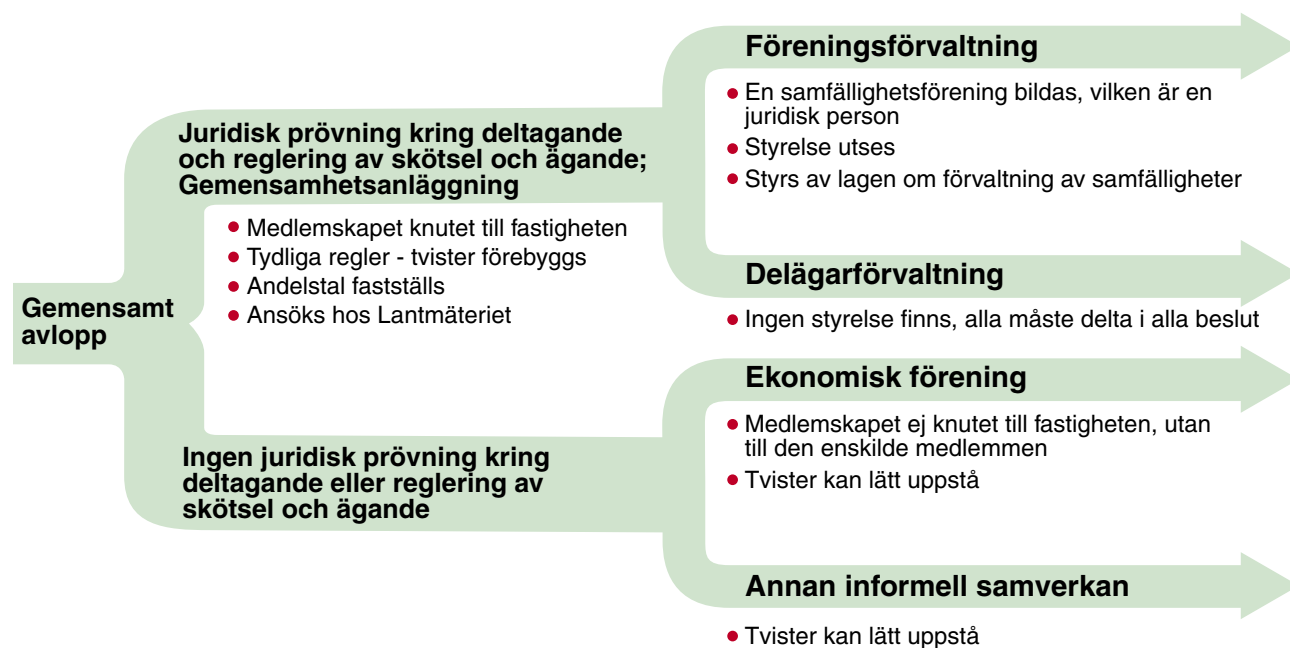 Gemensamt
avlopp
Juridisk prövning kring deltagande
och reglering av skötsel och ägande;
Gemensamhetsanläggning
• Medlemskapet knutet till fastigheten
• Tydliga regler - tvister förebyggs
• Andelstal fastställs
• Ansöks hos Lantmäteriet
Föreningsförvaltning
• En samfällighetsförening bildas, vilken är en
juridisk person
• Styrelse utses
• Styrs av lagen om förvaltning av samfälligheter
Delägarförvaltning
• Ingen styrelse finns, alla måste delta i alla beslut
Ingen juridisk prövning kring
deltagande eller reglering av
skötsel och ägande
Ekonomisk förening
• Medlemskapet ej knutet till fastigheten, utan
till den enskilde medlemmen
• Tvister kan lätt uppstå
Annan informell samverkan
• Tvister kan lätt uppstå